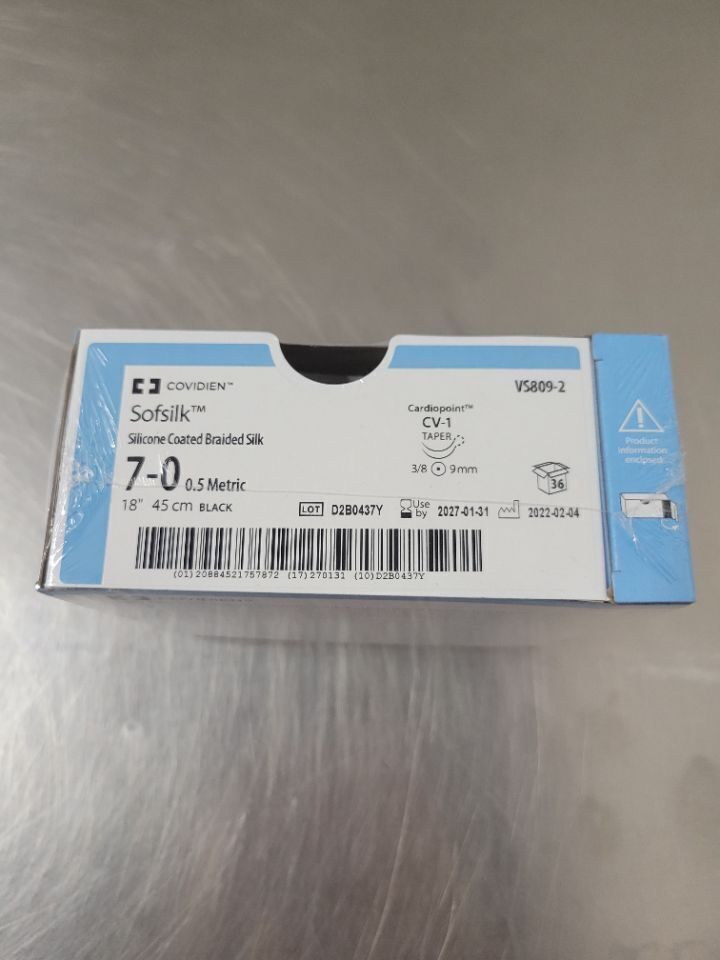 COVIDIEN™
VS809-2
Sofsilk™
Silicone Coated Braided Silk
7-0 0.5 Metric
18" 45 cm BLACK
Cardiopoint™
CV-1
TAPER
3/8 9mm
36
LOT D2B0437Y Use by 2027-01-31 2022-02-04
(01)20884521757872 (17)270131 (10)D2B0437Y
Product
information
enclosed